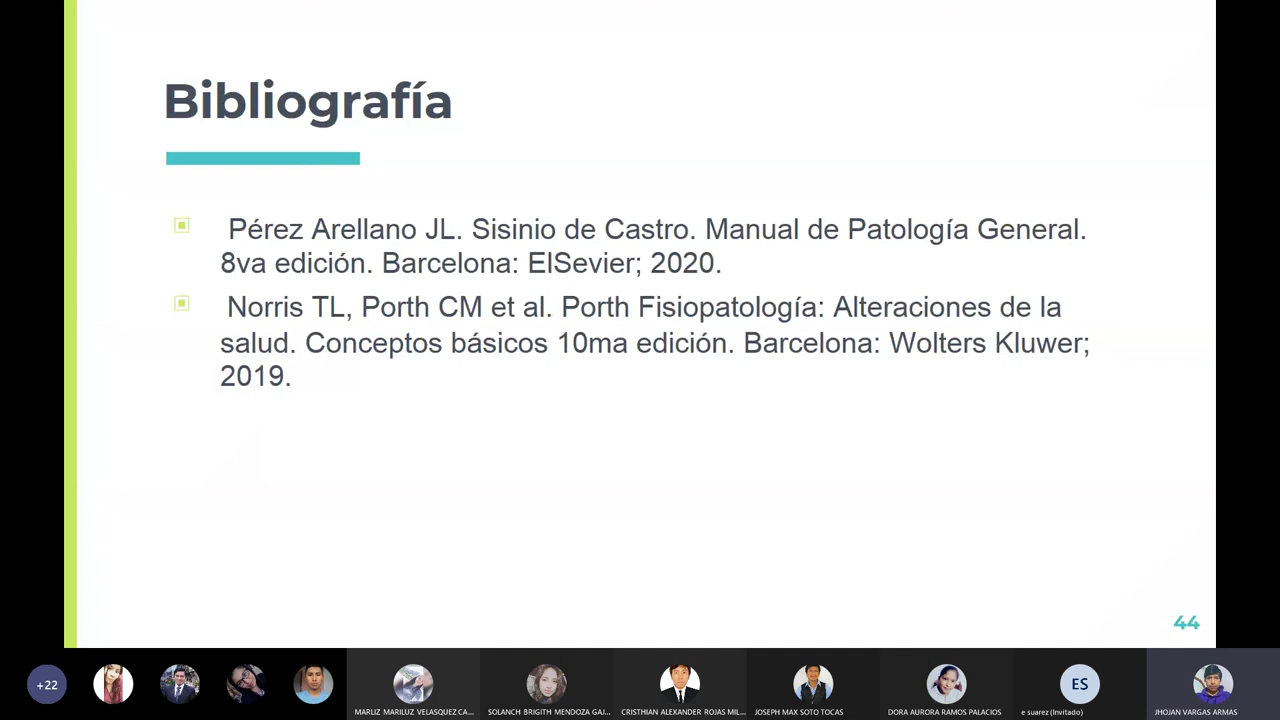 Bibliografía
Pérez Arellano JL. Sisinio de Castro. Manual de Patología General.
8va edición. Barcelona: ElSevier; 2020.
Norris TL, Porth CM et al. Porth Fisiopatología: Alteraciones de la
salud. Conceptos básicos 10ma edición. Barcelona: Wolters Kluwer;
2019.
44
+22
MARLIZ MARILUZ VELASQUEZ CA...
SOLANCH BRIGITH MENDOZA GAJ...
CRISTHIAN ALEXANDER ROJAS MIL...
JOSEPH MAX SOTO TOCAS
DORA AURORA RAMOS PALACIOS
ES
e suarez (Invitado)
JHOJAN VARGAS ARMAS